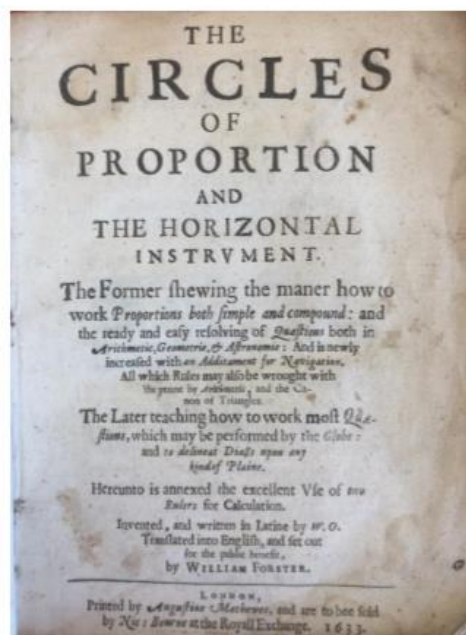 THE
CIRCLES
OF
PROPORTION
AND
THE HORIZONTAL
INSTRVMENT.
The Former ſhewing the maner how to
work Proportions both ſimple and compound: and
the ready and eaſy reſolving of Quæſtions both in
Arithmetic, Geometrie, & Aſtronomie: And is newly
increaſed with an Additament for Navigation.
All which Rules may alſo be wrought with
the penne by Arithmetic, and the Ca-
non of Triangles.
The Later teaching how to work moſt Quæ-
ſtions, which may be performed by the Globe:
and to delineat Dialls upon any
kind of Plaine.
Hereunto is annexed the excellent Vſe of two
Rulers for Calculation.
Invented, and written in Latine by W. O.
Tranſlated into Engliſh, and ſet out
for the public benefit,
by WILLIAM FORSTER.
LONDON,
Printed by Auguſtine Mathewes, and are to bee ſold
by Nic: Bourne at the Royall Exchange. 1633.